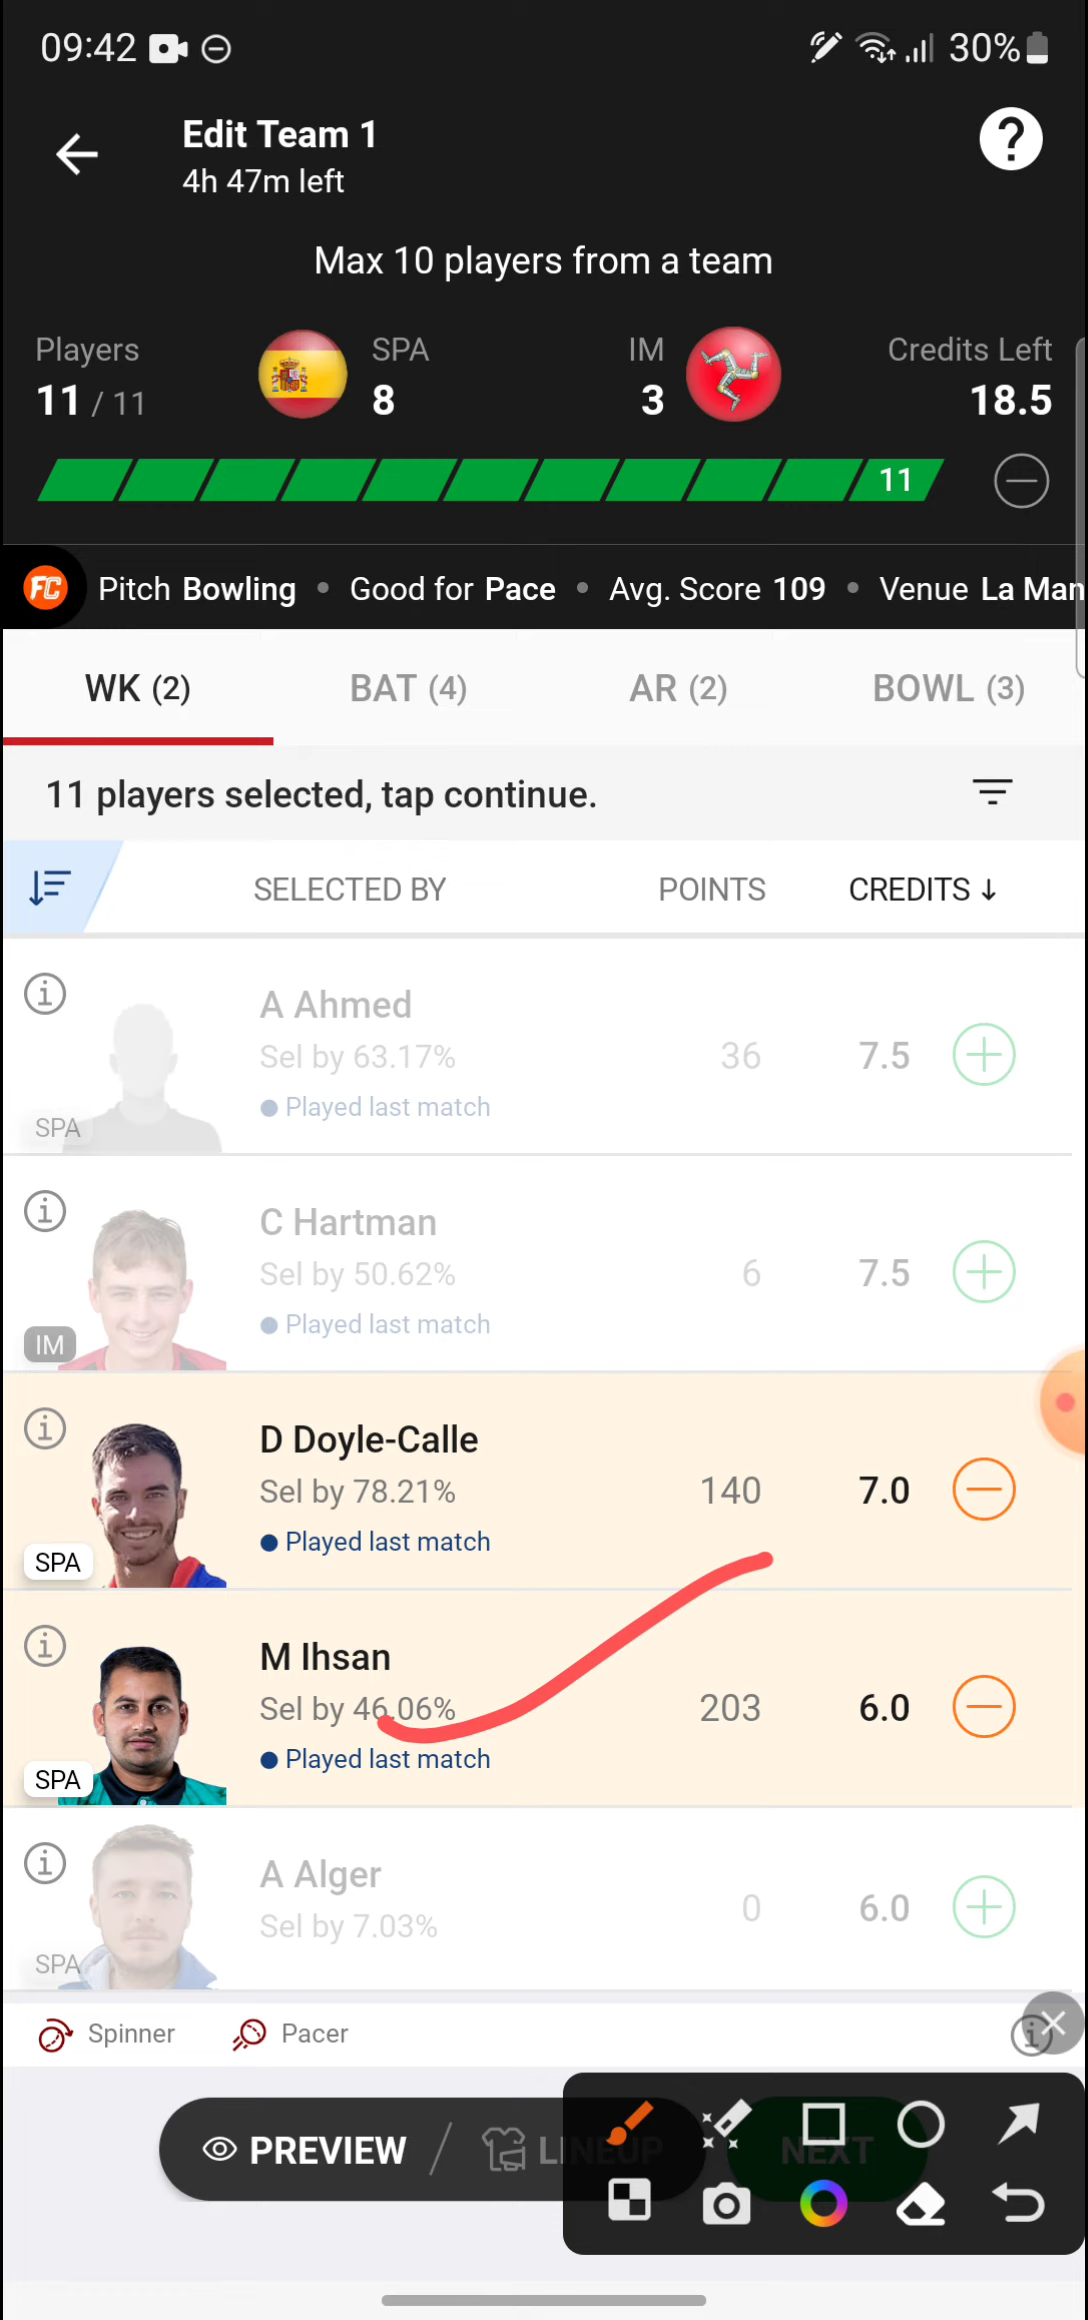 09:42
30%
Edit Team 1
4h 47m left
Max 10 players from a team
Players SPA IM Credits Left
11 / 11 8 3 18.5
11
FC Pitch Bowling • Good for Pace • Avg. Score 109 • Venue La Man
WK (2) BAT (4) AR (2) BOWL (3)
11 players selected, tap continue.
SELECTED BY POINTS CREDITS ↓
A Ahmed
Sel by 63.17% 36 7.5
Played last match
SPA
C Hartman
Sel by 50.62% 6 7.5
Played last match
IM
D Doyle-Calle
Sel by 78.21% 140 7.0
Played last match
SPA
M Ihsan
Sel by 46.06% 203 6.0
Played last match
SPA
A Alger
Sel by 7.03% 0 6.0
SPA
Spinner Pacer
PREVIEW / LINEUP NEXT